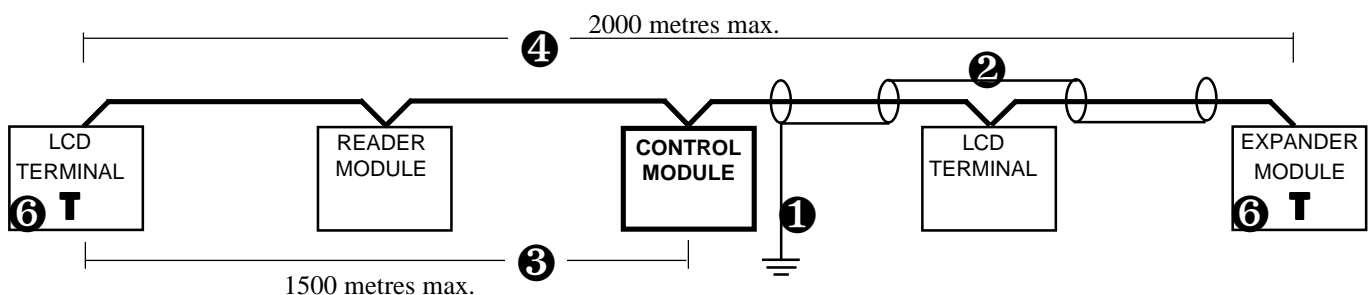 2000 metres max.
❹
❷
LCD
TERMINAL
❻ T
READER
MODULE
CONTROL
MODULE
❶
LCD
TERMINAL
EXPANDER
MODULE
❻ T
❸
1500 metres max.